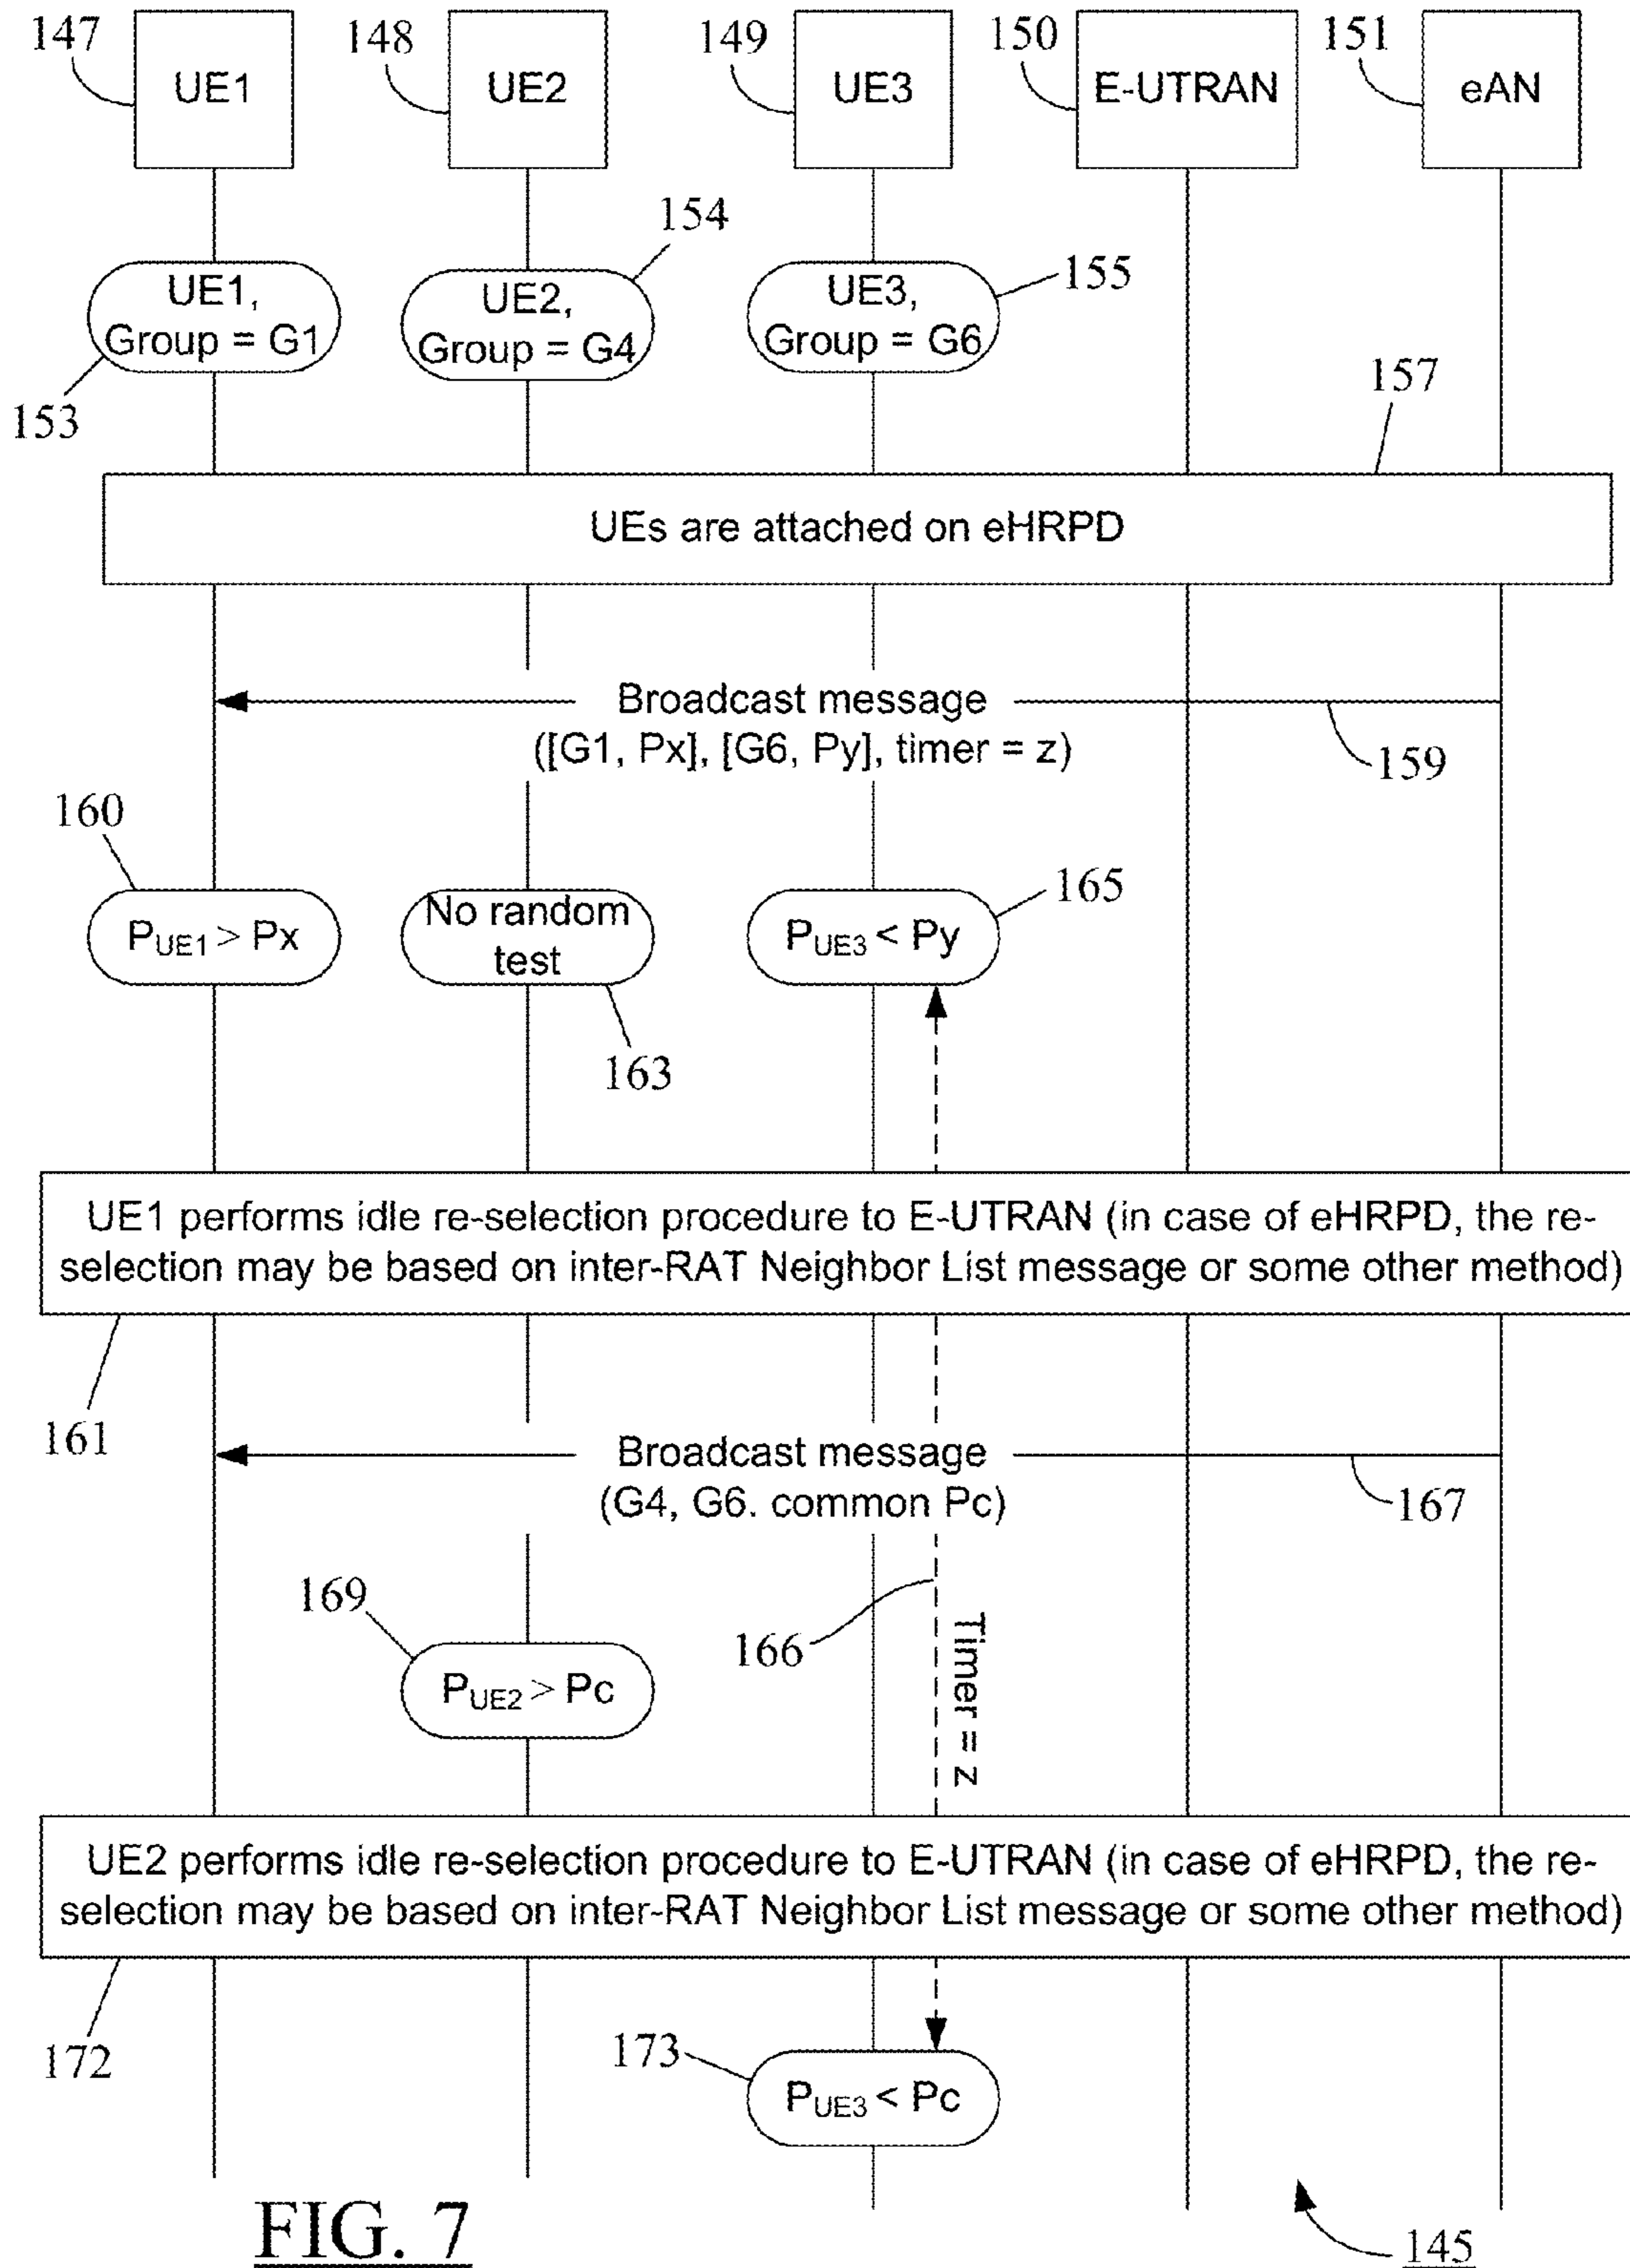 147
148
149
150
151
UE1
UE2
UE3
E-UTRAN
eAN
154
UE1,
Group = G1
UE2,
Group = G4
UE3,
Group = G6
155
153
157
UEs are attached on eHRPD
Broadcast message
([G1, Px], [G6, Py], timer = z)
159
160
165
PUE1 > Px
No random
test
PUE3 < Py
163
UE1 performs idle re-selection procedure to E-UTRAN (in case of eHRPD, the re-
selection may be based on inter-RAT Neighbor List message or some other method)
161
Broadcast message
(G4, G6. common Pc)
167
169
166
Timer = z
PUE2 > Pc
UE2 performs idle re-selection procedure to E-UTRAN (in case of eHRPD, the re-
selection may be based on inter-RAT Neighbor List message or some other method)
172
173
PUE3 < Pc
FIG. 7
145